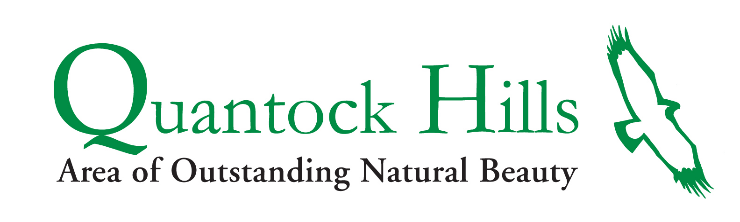 Quantock Hills
Area of Outstanding Natural Beauty